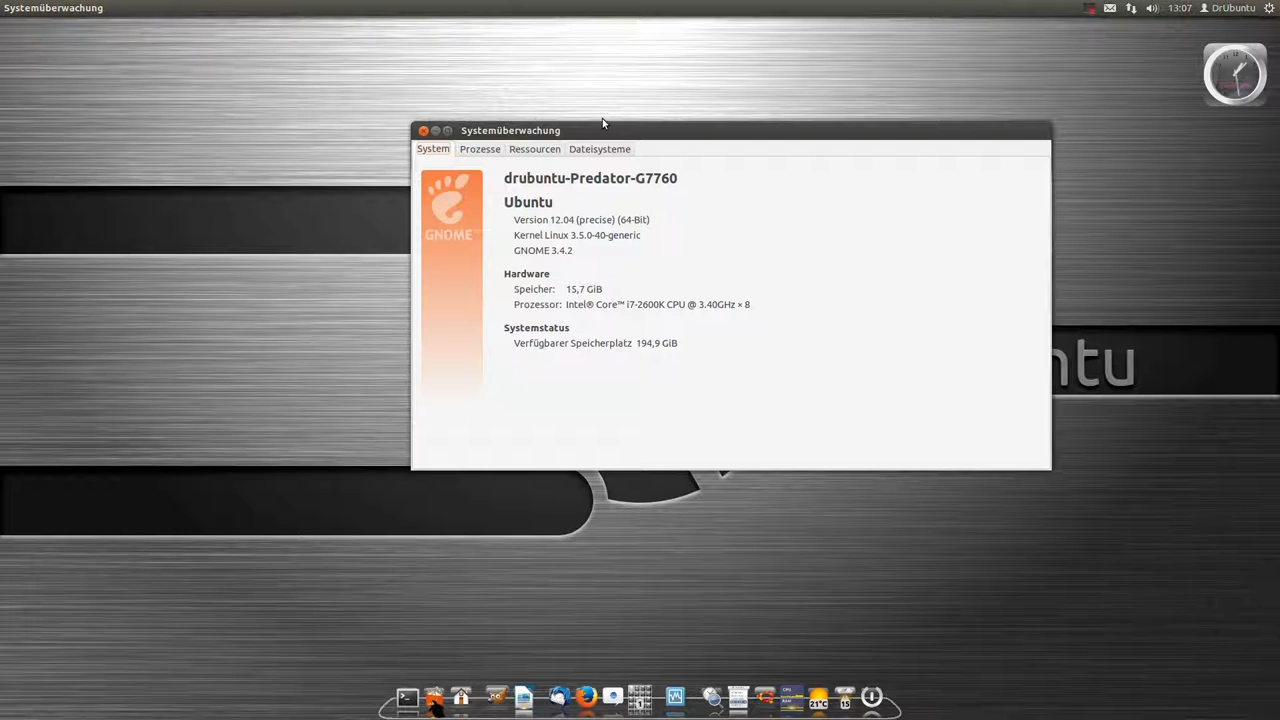 Systemüberwachung
13:07
DrUbuntu
Systemüberwachung
System
Prozesse
Ressourcen
Dateisysteme
GNOME
drubuntu-Predator-G7760
Ubuntu
Version 12.04 (precise) (64-Bit)
Kernel Linux 3.5.0-40-generic
GNOME 3.4.2
Hardware
Speicher: 15,7 GiB
Prozessor: Intel® Core™ i7-2600K CPU @ 3.40GHz × 8
Systemstatus
Verfügbarer Speicherplatz 194,9 GiB
ntu
CPU
21°C
15